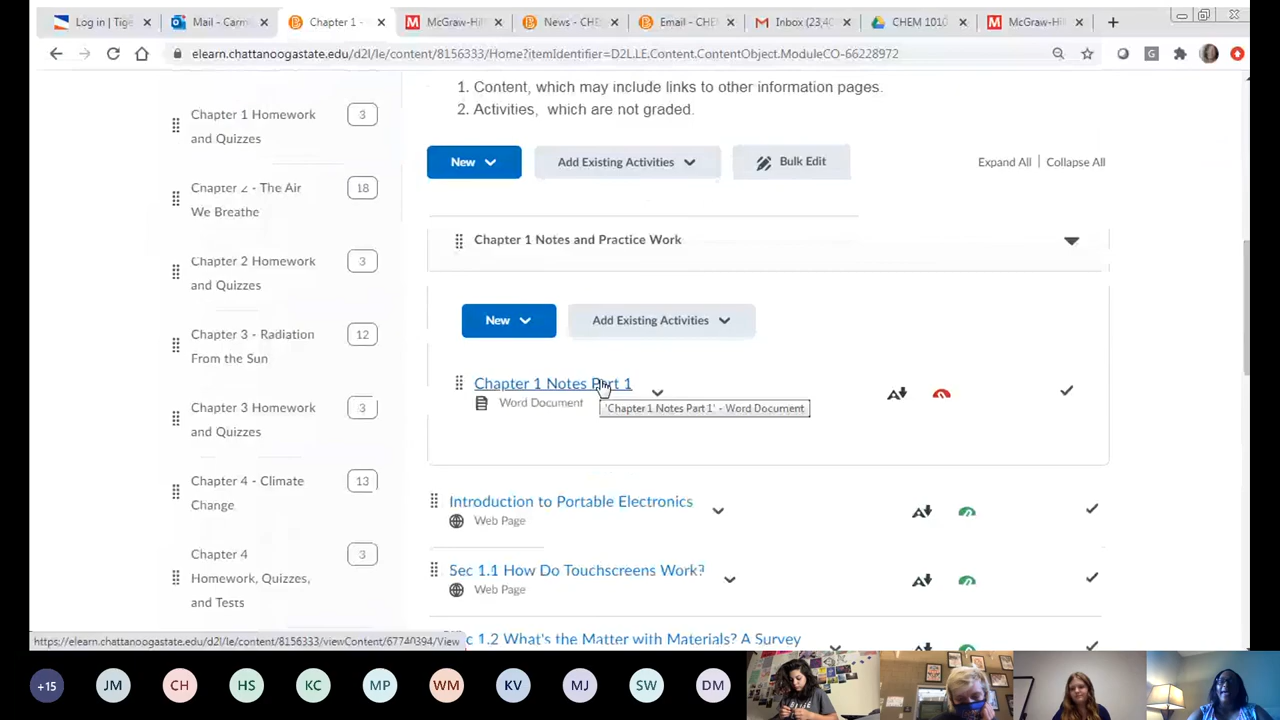 Log in | Tige
Mail - Carm
Chapter 1 -
McGraw-Hil
News - CHE
Email - CHE
Inbox (23,40
CHEM 1010
McGraw-Hil
elearn.chattanoogastate.edu/d2l/le/content/8156333/Home?itemIdentifier=D2L.LE.Content.ContentObject.ModuleCO-66228972
1. Content, which may include links to other information pages.
2. Activities, which are not graded.
New
Add Existing Activities
Bulk Edit
Expand All
Collapse All
Chapter 1 Homework
and Quizzes
3
Chapter 2 - The Air
We Breathe
18
Chapter 2 Homework
and Quizzes
3
Chapter 3 - Radiation
From the Sun
12
Chapter 3 Homework
and Quizzes
3
Chapter 4 - Climate
Change
13
Chapter 4
Homework, Quizzes,
and Tests
3
Chapter 1 Notes and Practice Work
New
Add Existing Activities
Chapter 1 Notes Part 1
Word Document
'Chapter 1 Notes Part 1' - Word Document
Introduction to Portable Electronics
Web Page
Sec 1.1 How Do Touchscreens Work?
Web Page
1.2 What's the Matter with Materials? A Survey
https://elearn.chattanoogastate.edu/d2l/le/content/8156333/viewContent/67740394/View
+15
JM
CH
HS
KC
MP
WM
KV
MJ
SW
DM